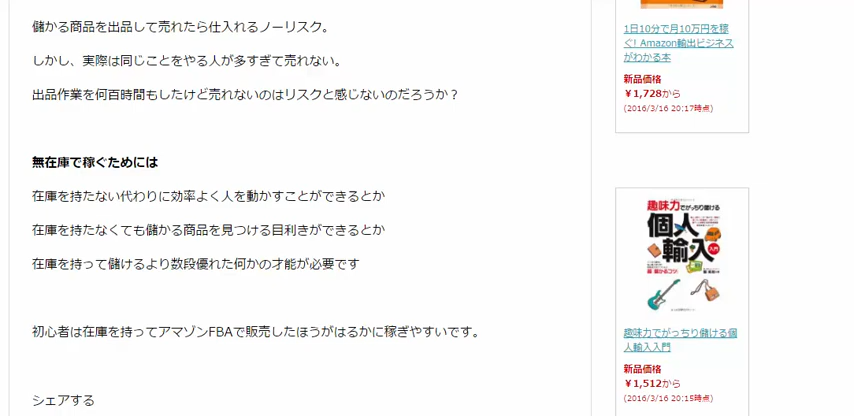 儲かる商品を出品して売れたら仕入れるノーリスク。
しかし、実際は同じことをやる人が多すぎて売れない。
出品作業を何百時間もしたけど売れないのはリスクと感じないのだろうか？
無在庫で稼ぐためには
在庫を持たない代わりに効率よく人を動かすことができるとか
在庫を持たなくても儲かる商品を見つける目利きができるとか
在庫を持って儲けるより数段優れた何かの才能が必要です
初心者は在庫を持ってアマゾンFBAで販売したほうがはるかに稼ぎやすいです。
シェアする
1日10分で月10万円を稼
ぐ! Amazon輸出ビジネス
がわかる本
新品価格
￥1,728から
(2016/3/16 20:17時点)
趣味力でがっちり儲ける
個人
輸入
入門
趣味力でがっちり儲ける個
人輸入入門
新品価格
￥1,512から
(2016/3/16 20:15時点)